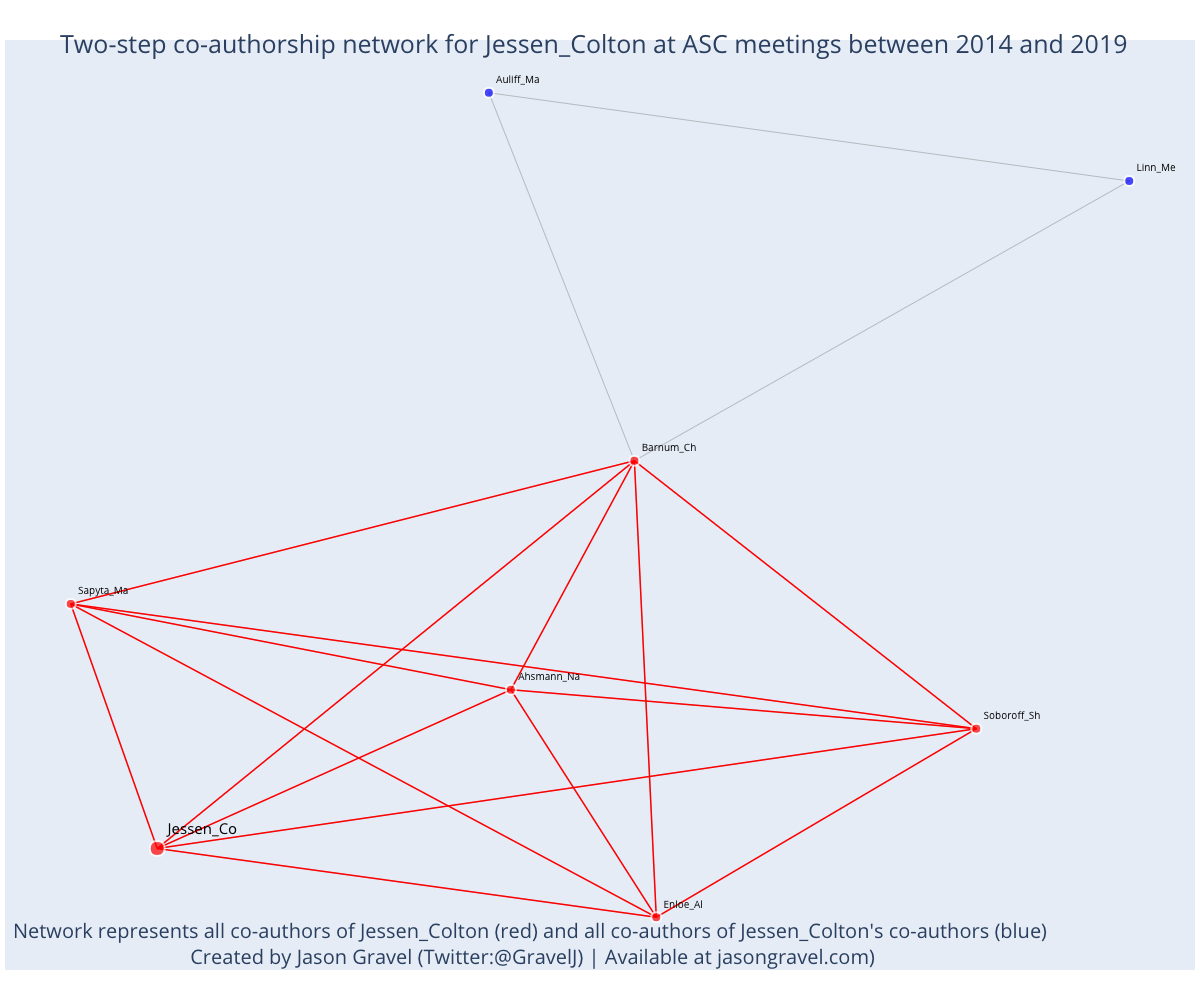 Two-step co-authorship network for Jessen_Colton at ASC meetings between 2014 and 2019
Auliff_Ma
Linn_Me
Barnum_Ch
Sapyta_Ma
Ahsmann_Na
Soboroff_Sh
Jessen_Co
Enloe_Al
Network represents all co-authors of Jessen_Colton (red) and all co-authors of Jessen_Colton's co-authors (blue)
Created by Jason Gravel (Twitter:@GravelJ) | Available at jasongravel.com)